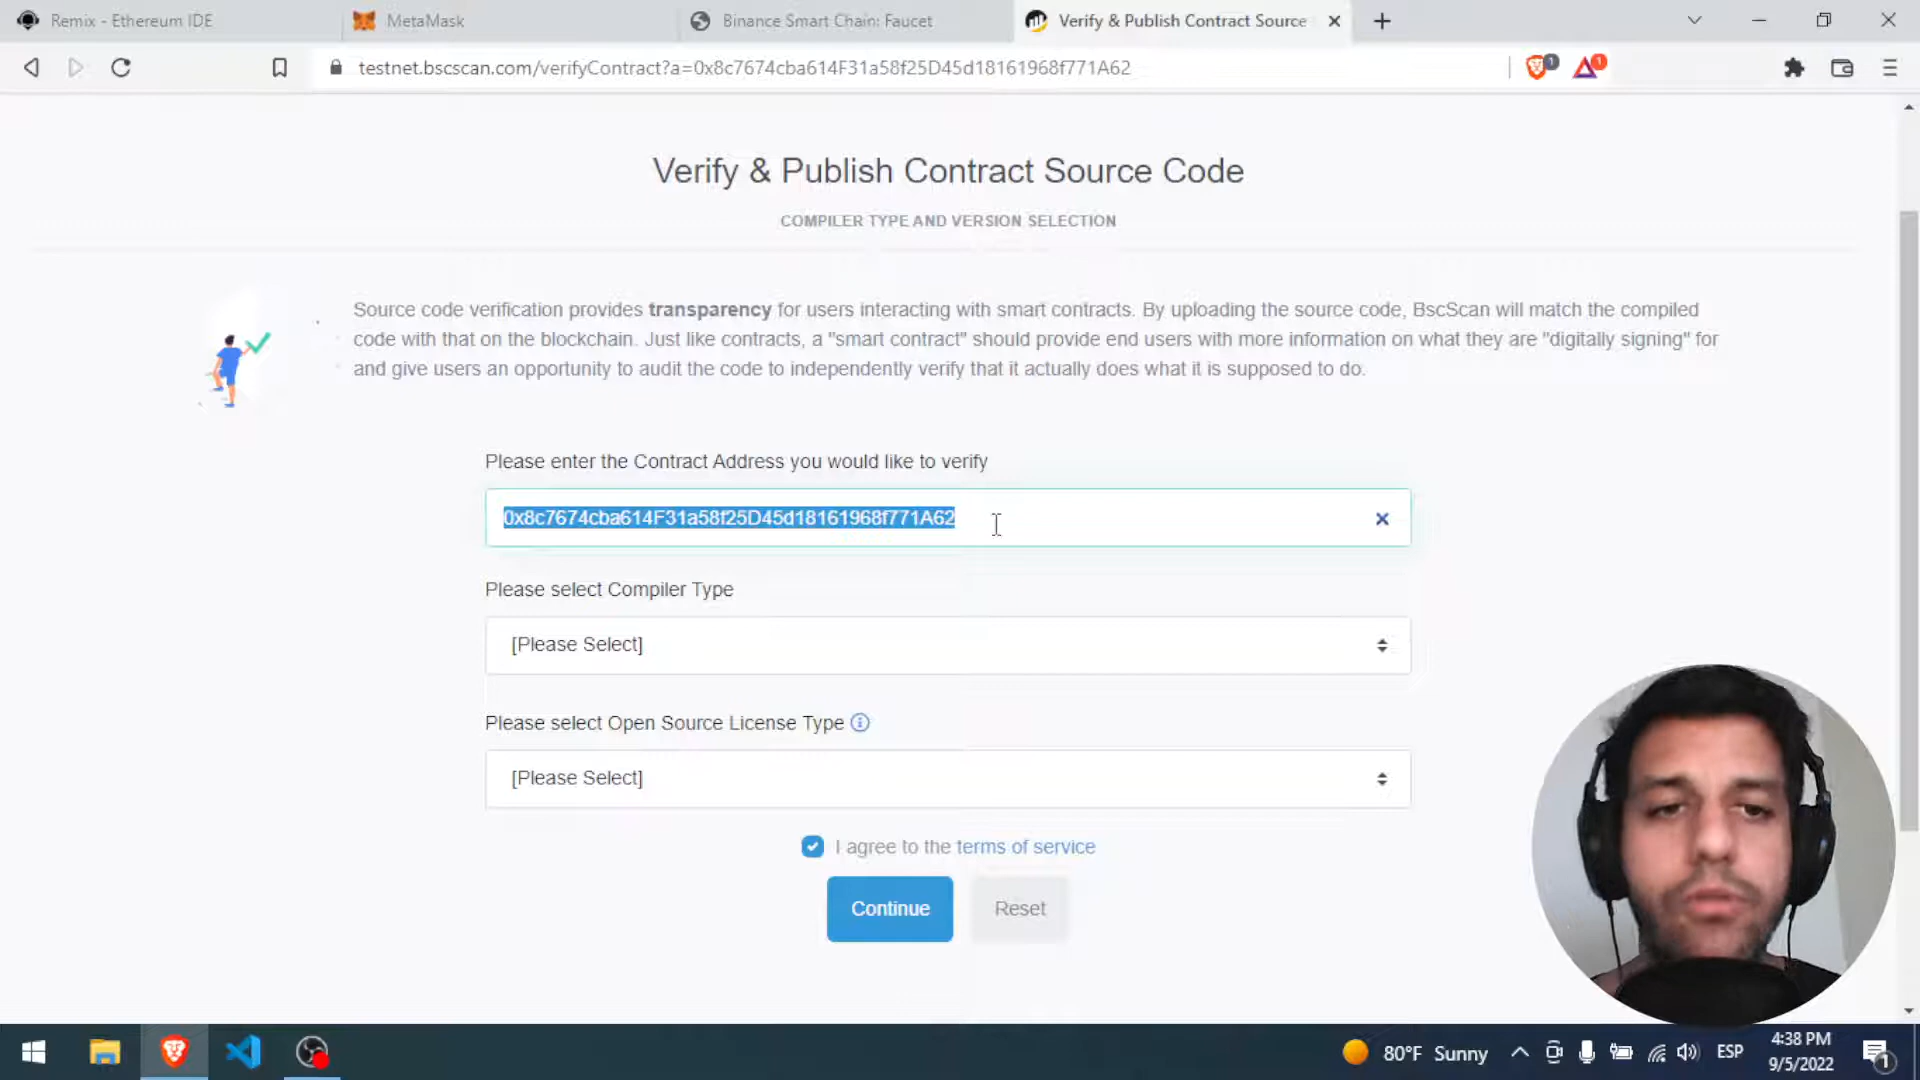 Remix - Ethereum IDE
MetaMask
Binance Smart Chain: Faucet
Verify & Publish Contract Source
testnet.bscscan.com/verifyContract?a=0x8c7674cba614F31a58f25D45d18161968f771A62
1
1
Verify & Publish Contract Source Code
COMPILER TYPE AND VERSION SELECTION
Source code verification provides transparency for users interacting with smart contracts. By uploading the source code, BscScan will match the compiled
code with that on the blockchain. Just like contracts, a "smart contract" should provide end users with more information on what they are "digitally signing" for
and give users an opportunity to audit the code to independently verify that it actually does what it is supposed to do.
Please enter the Contract Address you would like to verify
0x8c7674cba614F31a58f25D45d18161968f771A62
Please select Compiler Type
[Please Select]
Please select Open Source License Type
[Please Select]
I agree to the terms of service
Continue
Reset
80°F Sunny
ESP
4:38 PM
9/5/2022
1